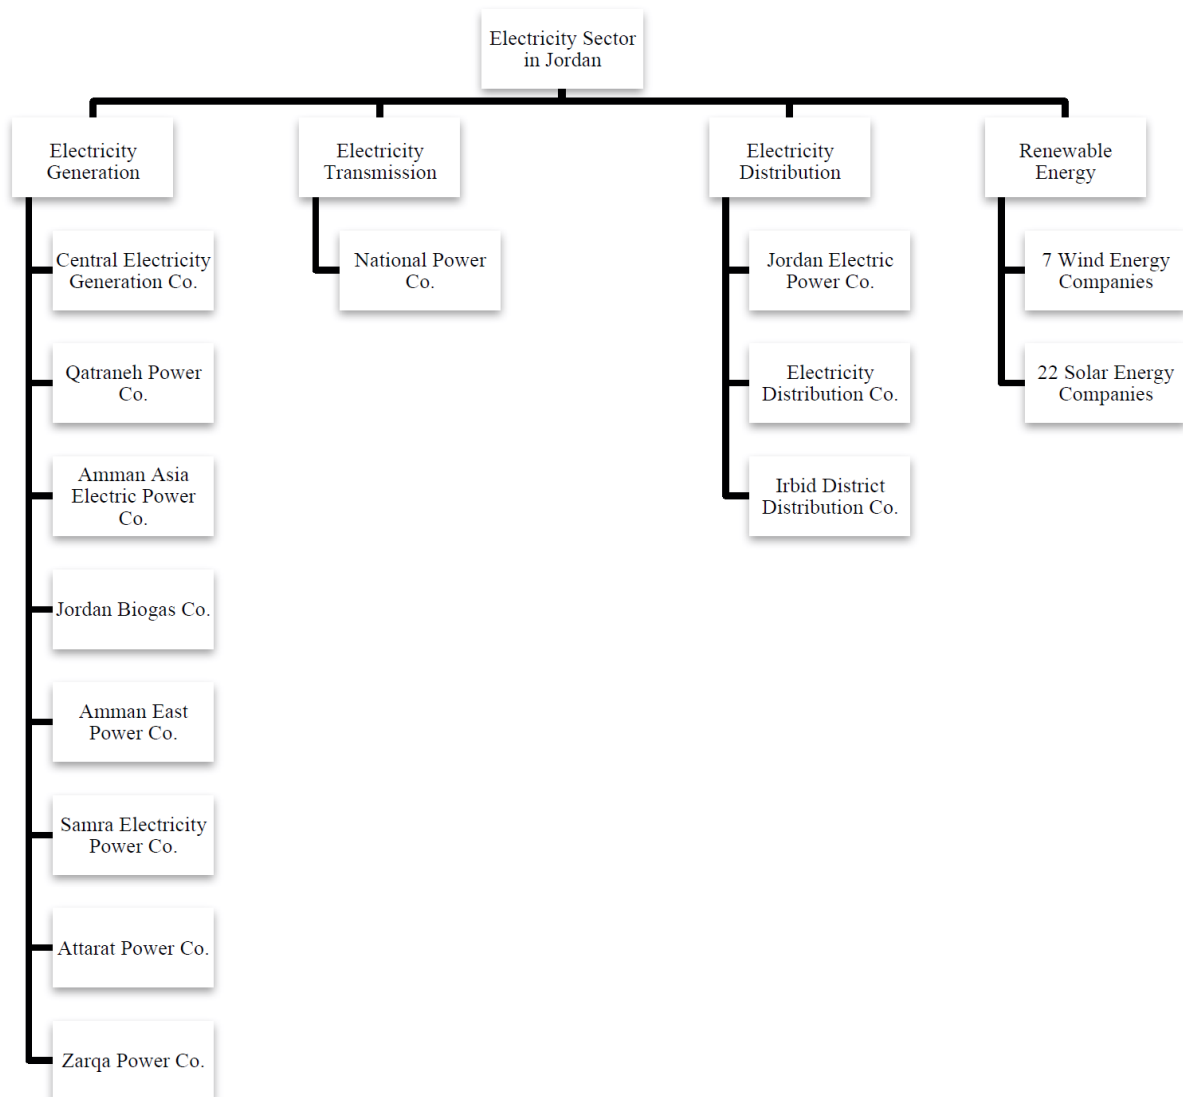 Electricity Sector
in Jordan
Electricity
Generation
Electricity
Transmission
Electricity
Distribution
Renewable
Energy
Central Electricity
Generation Co.
National Power
Co.
Jordan Electric
Power Co.
7 Wind Energy
Companies
Qatraneh Power
Co.
Electricity
Distribution Co.
22 Solar Energy
Companies
Amman Asia
Electric Power
Co.
Irbid District
Distribution Co.
Jordan Biogas Co.
Amman East
Power Co.
Samra Electricity
Power Co.
Attarat Power Co.
Zarqa Power Co.